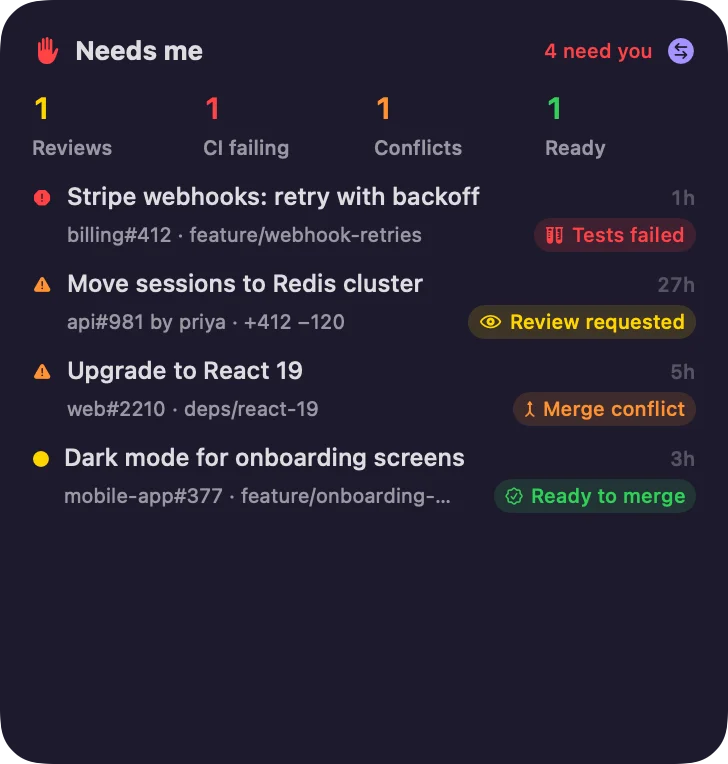 Needs me
4 need you
1 1 1 1
Reviews CI failing Conflicts Ready
Stripe webhooks: retry with backoff 1h
billing#412 · feature/webhook-retries Tests failed
Move sessions to Redis cluster 27h
api#981 by priya · +412 −120 Review requested
Upgrade to React 19 5h
web#2210 · deps/react-19 Merge conflict
Dark mode for onboarding screens 3h
mobile-app#377 · feature/onboarding-... Ready to merge